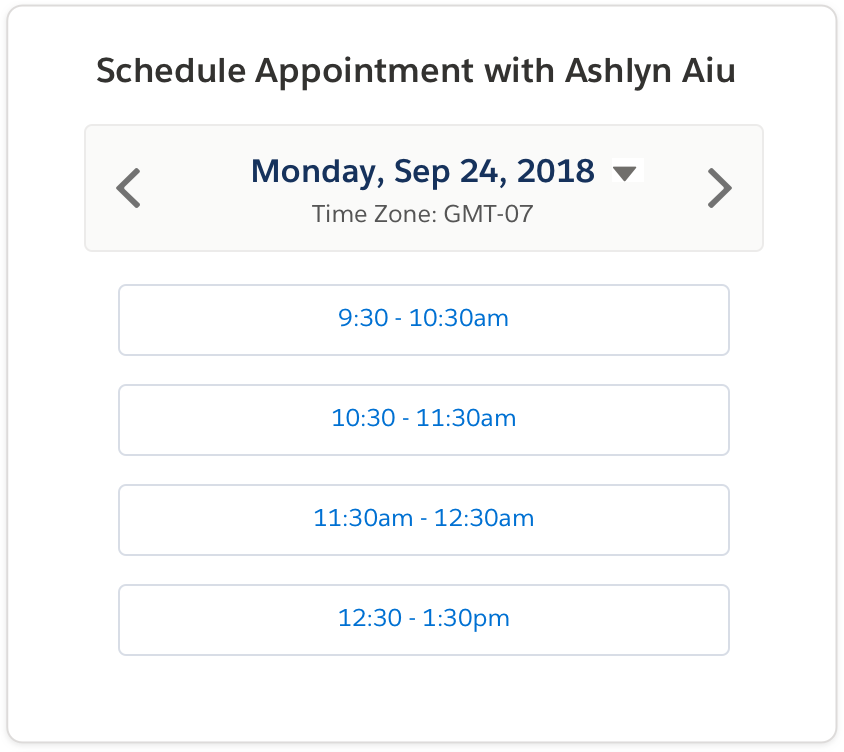 Schedule Appointment with Ashlyn Aiu
Monday, Sep 24, 2018
Time Zone: GMT-07
9:30 - 10:30am
10:30 - 11:30am
11:30am - 12:30am
12:30 - 1:30pm